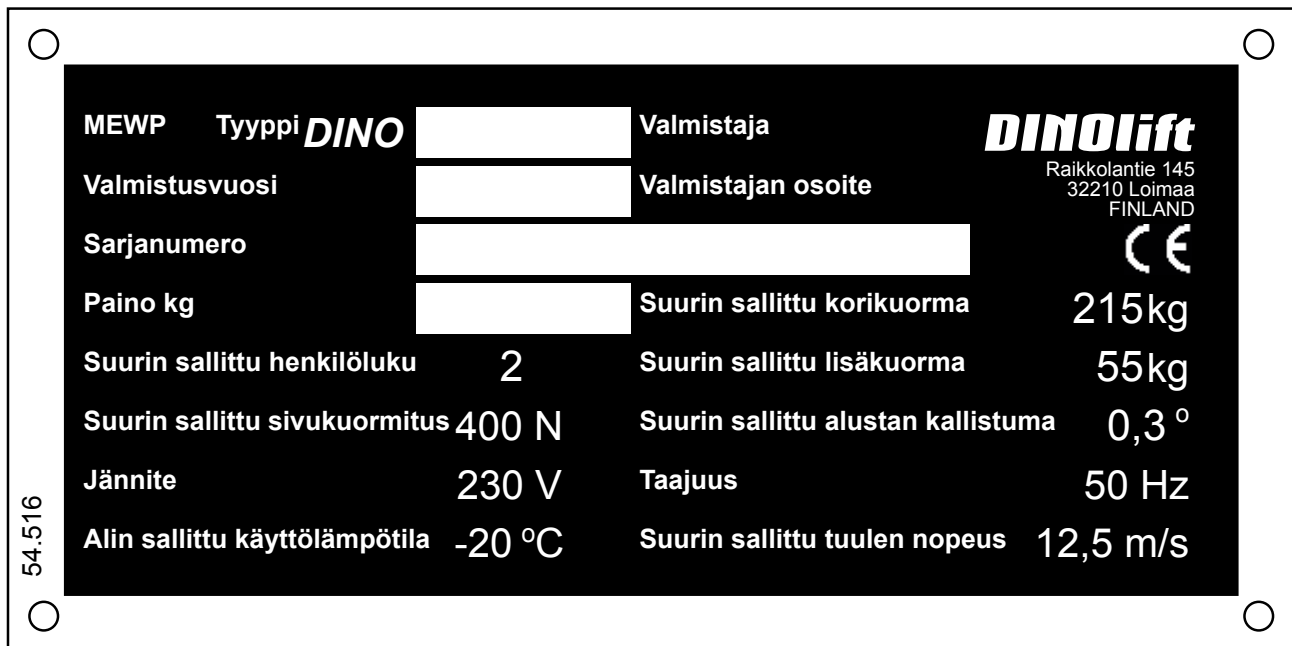 MEWP Tyyppi DINO Valmistaja DINOlift
Raikkolantie 145
Valmistusvuosi Valmistajan osoite 32210 Loimaa
FINLAND
Sarjanumero CE
Paino kg Suurin sallittu korikuorma 215kg
Suurin sallittu henkilöluku 2 Suurin sallittu lisäkuorma 55kg
Suurin sallittu sivukuormitus 400 N Suurin sallittu alustan kallistuma 0,3 º
Jännite 230 V Taajuus 50 Hz
Alin sallittu käyttölämpötila -20 ºC Suurin sallittu tuulen nopeus 12,5 m/s
54.516